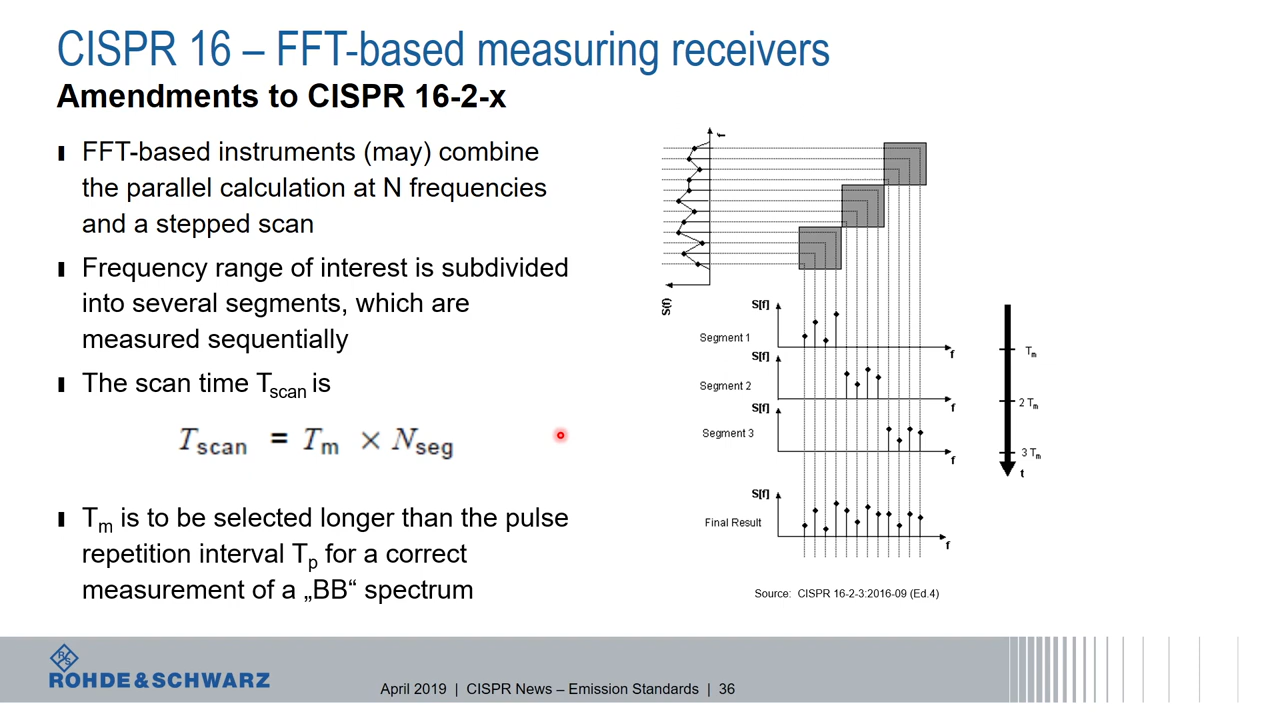 CISPR 16 – FFT-based measuring receivers
Amendments to CISPR 16-2-x
FFT-based instruments (may) combine
the parallel calculation at N frequencies
and a stepped scan
Frequency range of interest is subdivided
into several segments, which are
measured sequentially
The scan time Tscan is
Tscan = Tm × Nseg
Tm is to be selected longer than the pulse
repetition interval Tp for a correct
measurement of a „BB“ spectrum
f
S(f)
S[f]
Segment 1
f
S[f]
Segment 2
f
S[f]
Segment 3
f
S[f]
Final Result
f
Tm
2 Tm
3 Tm
t
Source: CISPR 16-2-3:2016-09 (Ed.4)
R S
ROHDE & SCHWARZ
April 2019 | CISPR News – Emission Standards | 36